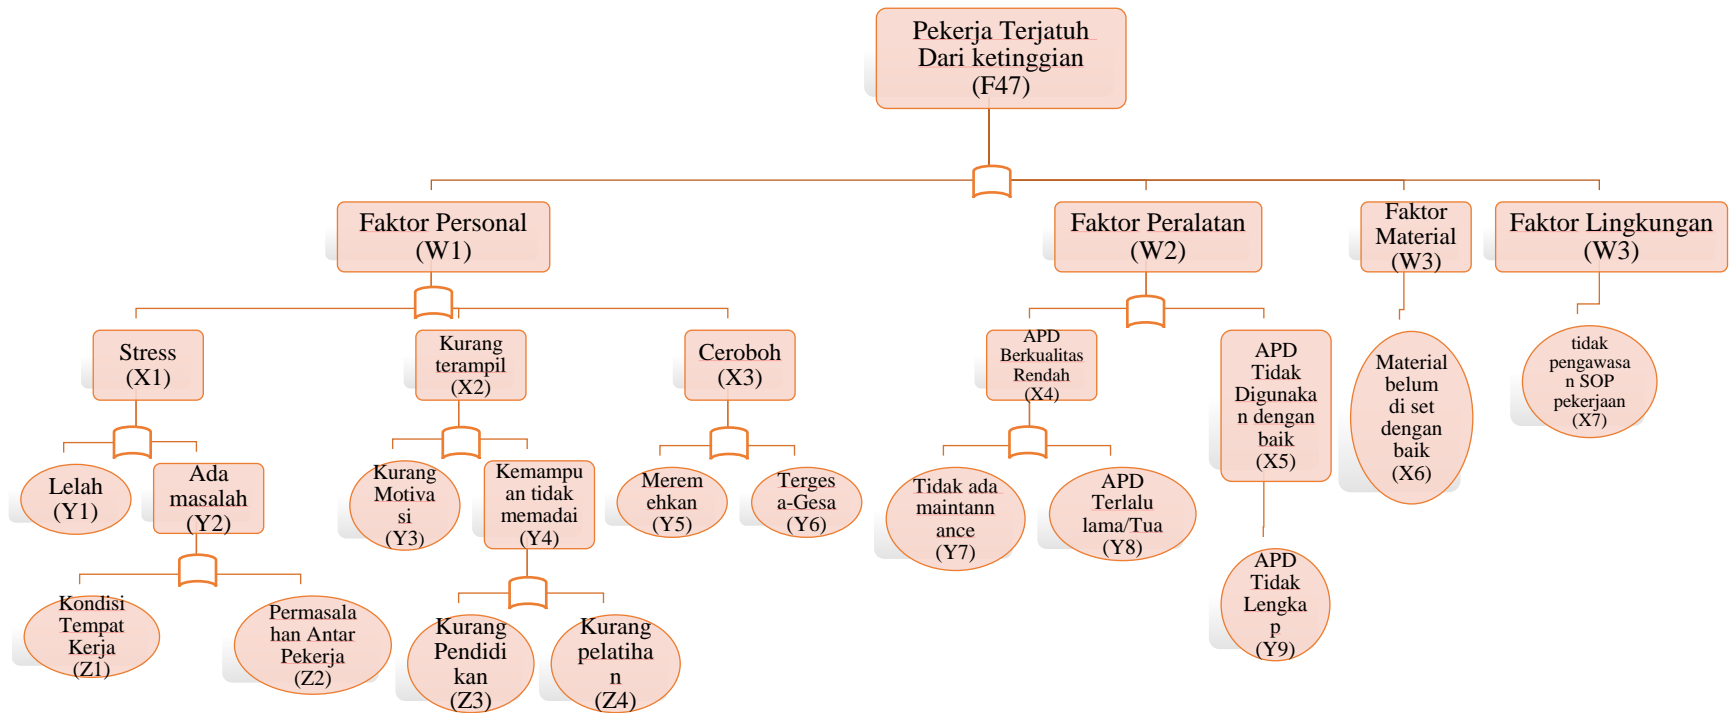 Pekerja Terjatuh
Dari ketinggian
(F47)
Faktor Personal
(W1)
Faktor Peralatan
(W2)
Faktor
Material
(W3)
Faktor Lingkungan
(W3)
Stress
(X1)
Kurang
terampil
(X2)
Ceroboh
(X3)
APD
Berkualitas
Rendah
(X4)
APD
Tidak
Digunaka
n dengan
baik
(X5)
Material
belum
di set
dengan
baik
(X6)
tidak
pengawasa
n SOP
pekerjaan
(X7)
Lelah
(Y1)
Ada
masalah
(Y2)
Kurang
Motiva
si
(Y3)
Kemampu
an tidak
memadai
(Y4)
Merem
ehkan
(Y5)
Terges
a-Gesa
(Y6)
Tidak ada
maintann
ance
(Y7)
APD
Terlalu
lama/Tua
(Y8)
APD
Tidak
Lengka
p
(Y9)
Kondisi
Tempat
Kerja
(Z1)
Permasala
han Antar
Pekerja
(Z2)
Kurang
Pendidi
kan
(Z3)
Kurang
pelatiha
n
(Z4)